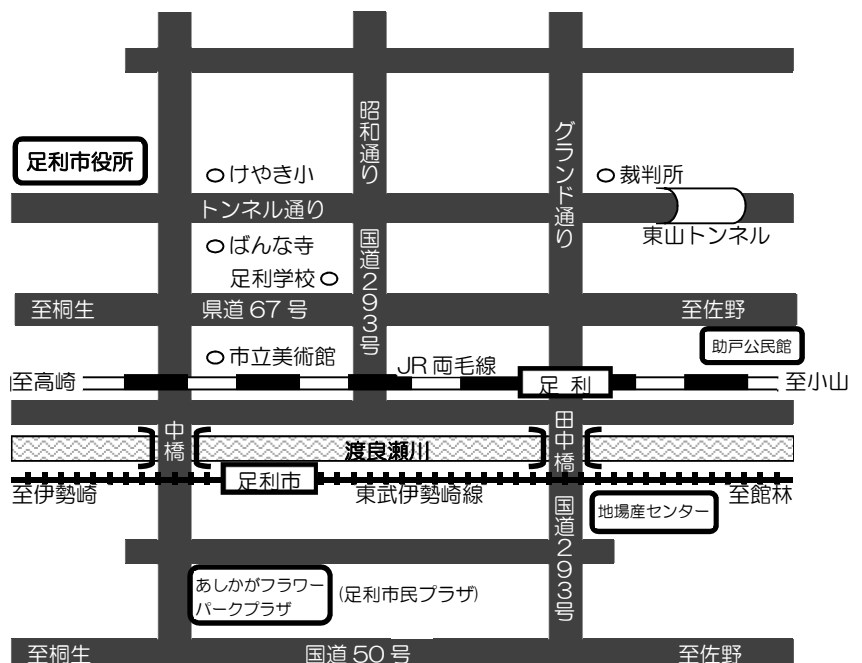 昭和通り
グランド通り
足利市役所
けやき小
裁判所
トンネル通り
東山トンネル
ばんな寺
足利学校
国道293号
至桐生
県道67号
至佐野
市立美術館
JR両毛線
助戸公民館
至高崎
足 利
至小山
中橋
渡良瀬川
田中橋
足利市
至伊勢崎
東武伊勢崎線
至館林
地場産センター
国道293号
あしかがフラワー
パークプラザ
(足利市民プラザ)
至桐生
国道50号
至佐野